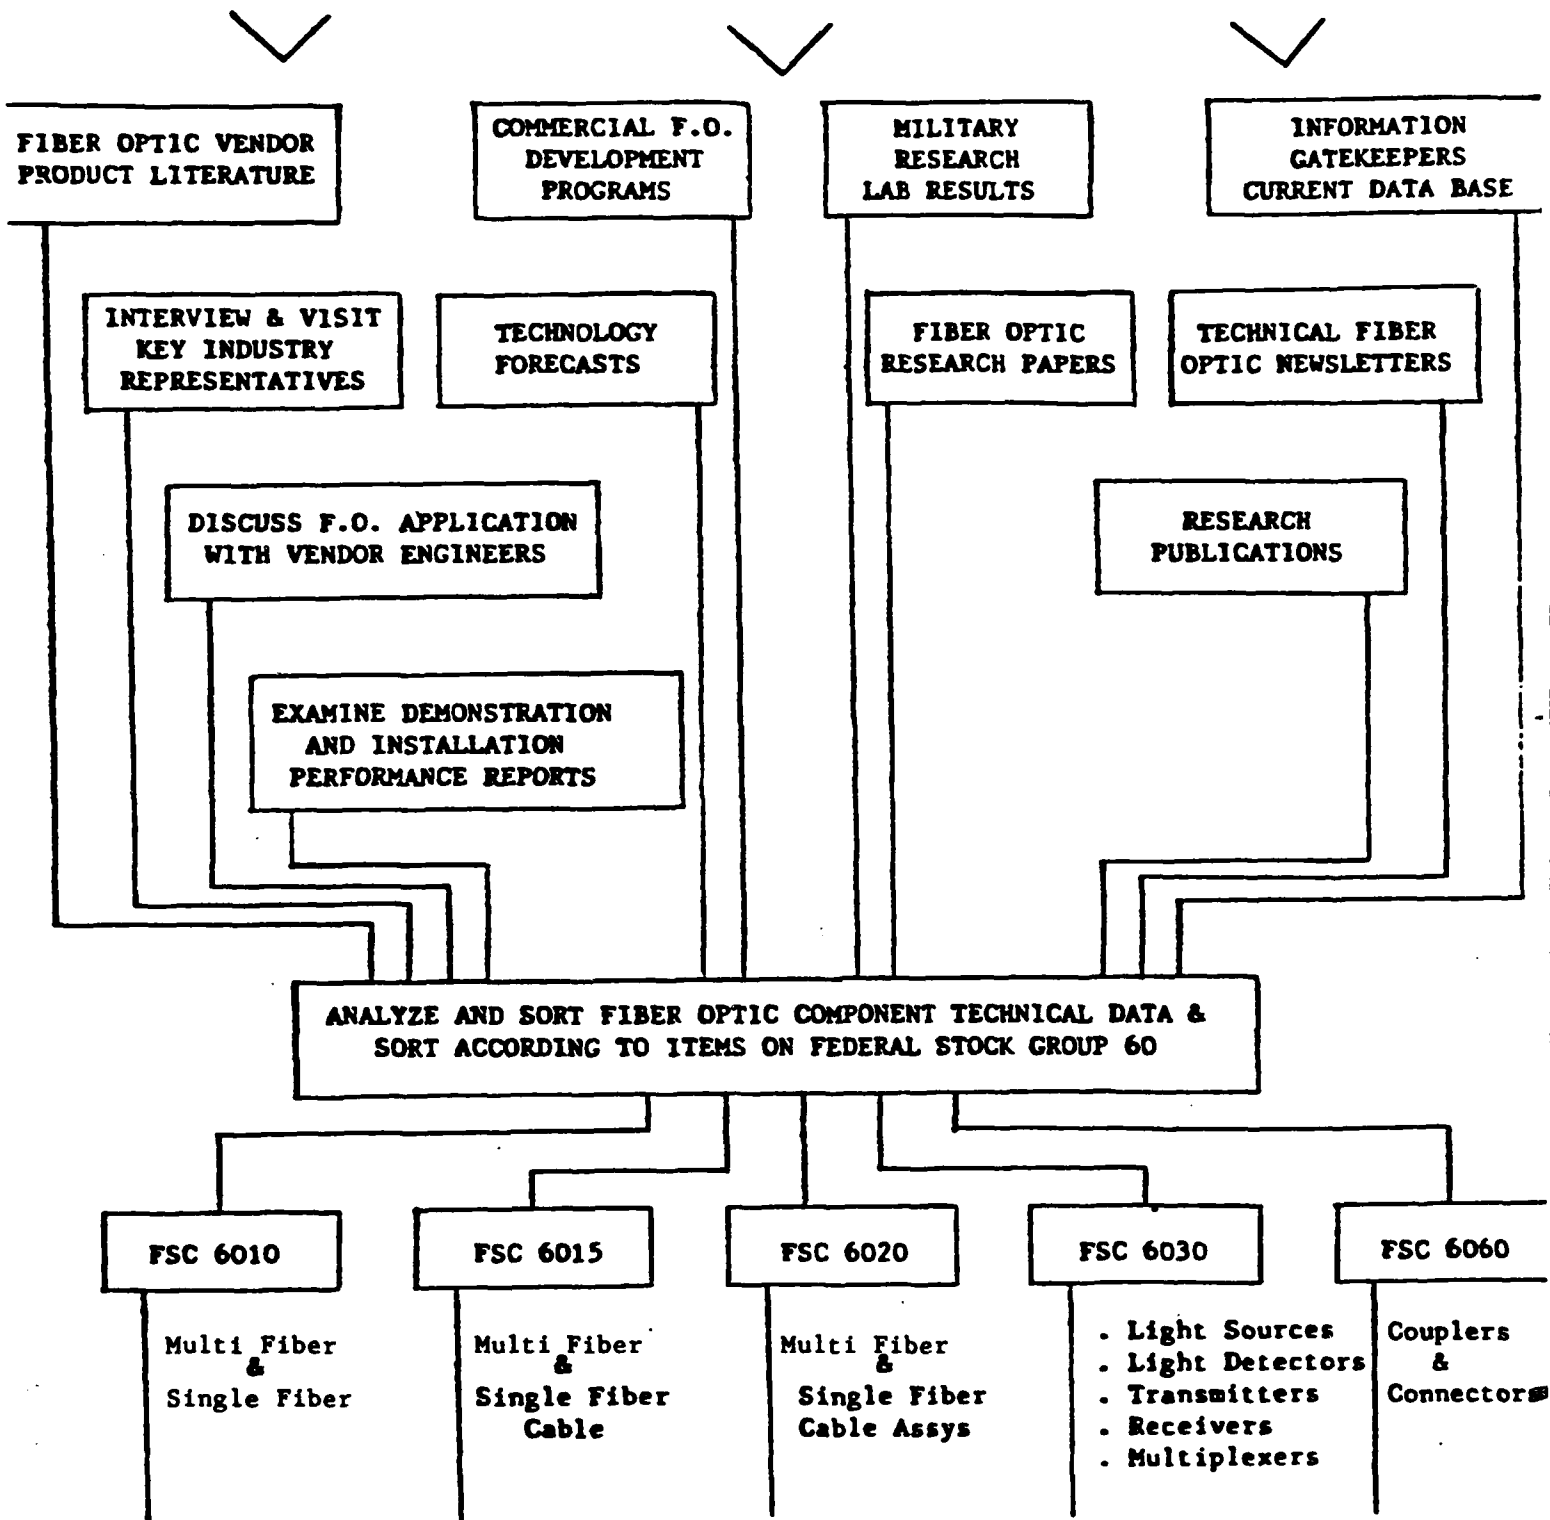 FIBER OPTIC VENDOR
PRODUCT LITERATURE
COMMERCIAL F.O.
DEVELOPMENT
PROGRAMS
MILITARY
RESEARCH
LAB RESULTS
INFORMATION
GATEKEEPERS
CURRENT DATA BASE
INTERVIEW & VISIT
KEY INDUSTRY
REPRESENTATIVES
TECHNOLOGY
FORECASTS
FIBER OPTIC
RESEARCH PAPERS
TECHNICAL FIBER
OPTIC NEWSLETTERS
DISCUSS F.O. APPLICATION
WITH VENDOR ENGINEERS
RESEARCH
PUBLICATIONS
EXAMINE DEMONSTRATION
AND INSTALLATION
PERFORMANCE REPORTS
ANALYZE AND SORT FIBER OPTIC COMPONENT TECHNICAL DATA &
SORT ACCORDING TO ITEMS ON FEDERAL STOCK GROUP 60
FSC 6010
Multi Fiber
&
Single Fiber
FSC 6015
Multi Fiber
&
Single Fiber
Cable
FSC 6020
Multi Fiber
&
Single Fiber
Cable Assys
FSC 6030
. Light Sources
. Light Detectors
. Transmitters
. Receivers
. Multiplexers
FSC 6060
Couplers
&
Connectors